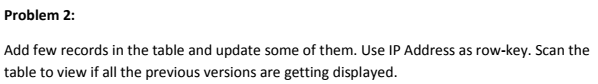 Problem 2:
Add few records in the table and update some of them. Use IP Address as row-key. Scan the
table to view if all the previous versions are getting displayed.